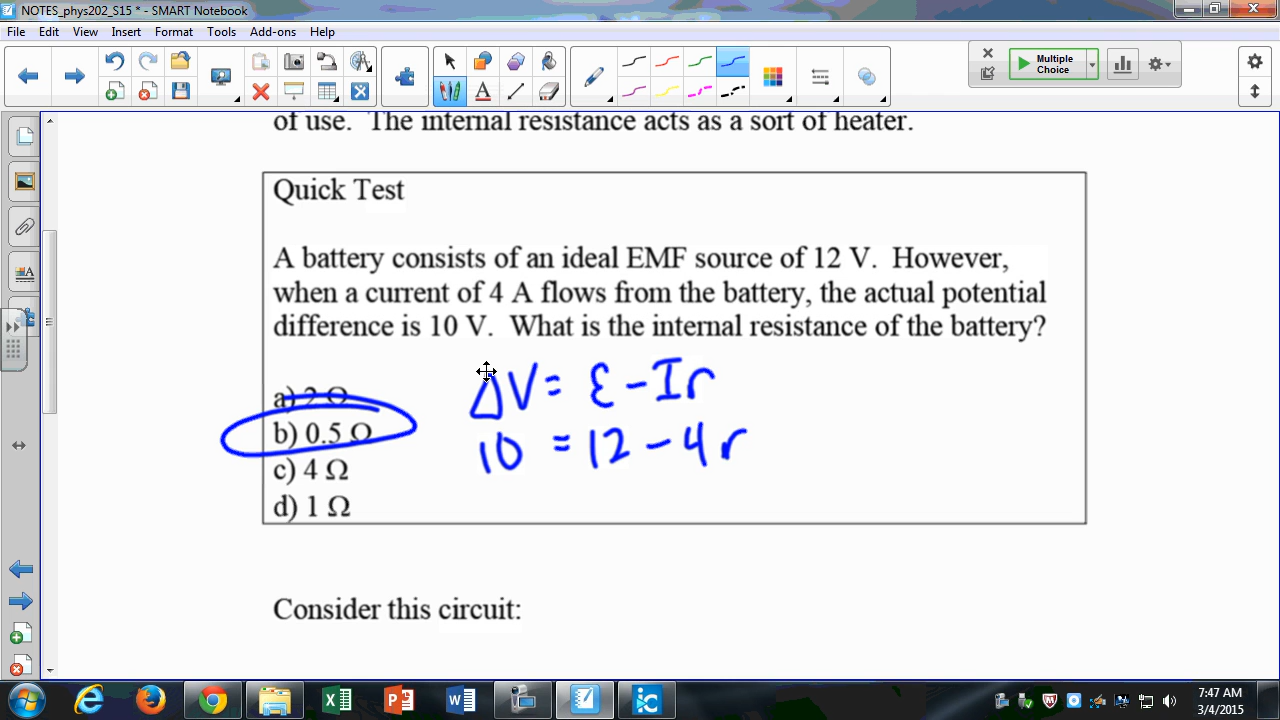 NOTES_phys202_S15 * - SMART Notebook
File Edit View Insert Format Tools Add-ons Help
Multiple
Choice
of use. The internal resistance acts as a sort of heater.
Quick Test
A battery consists of an ideal EMF source of 12 V. However,
when a current of 4 A flows from the battery, the actual potential
difference is 10 V. What is the internal resistance of the battery?
a) 2 Ω
b) 0.5 Ω
c) 4 Ω
d) 1 Ω
ΔV = ε - Ir
10 = 12 - 4r
Consider this circuit:
7:47 AM
3/4/2015